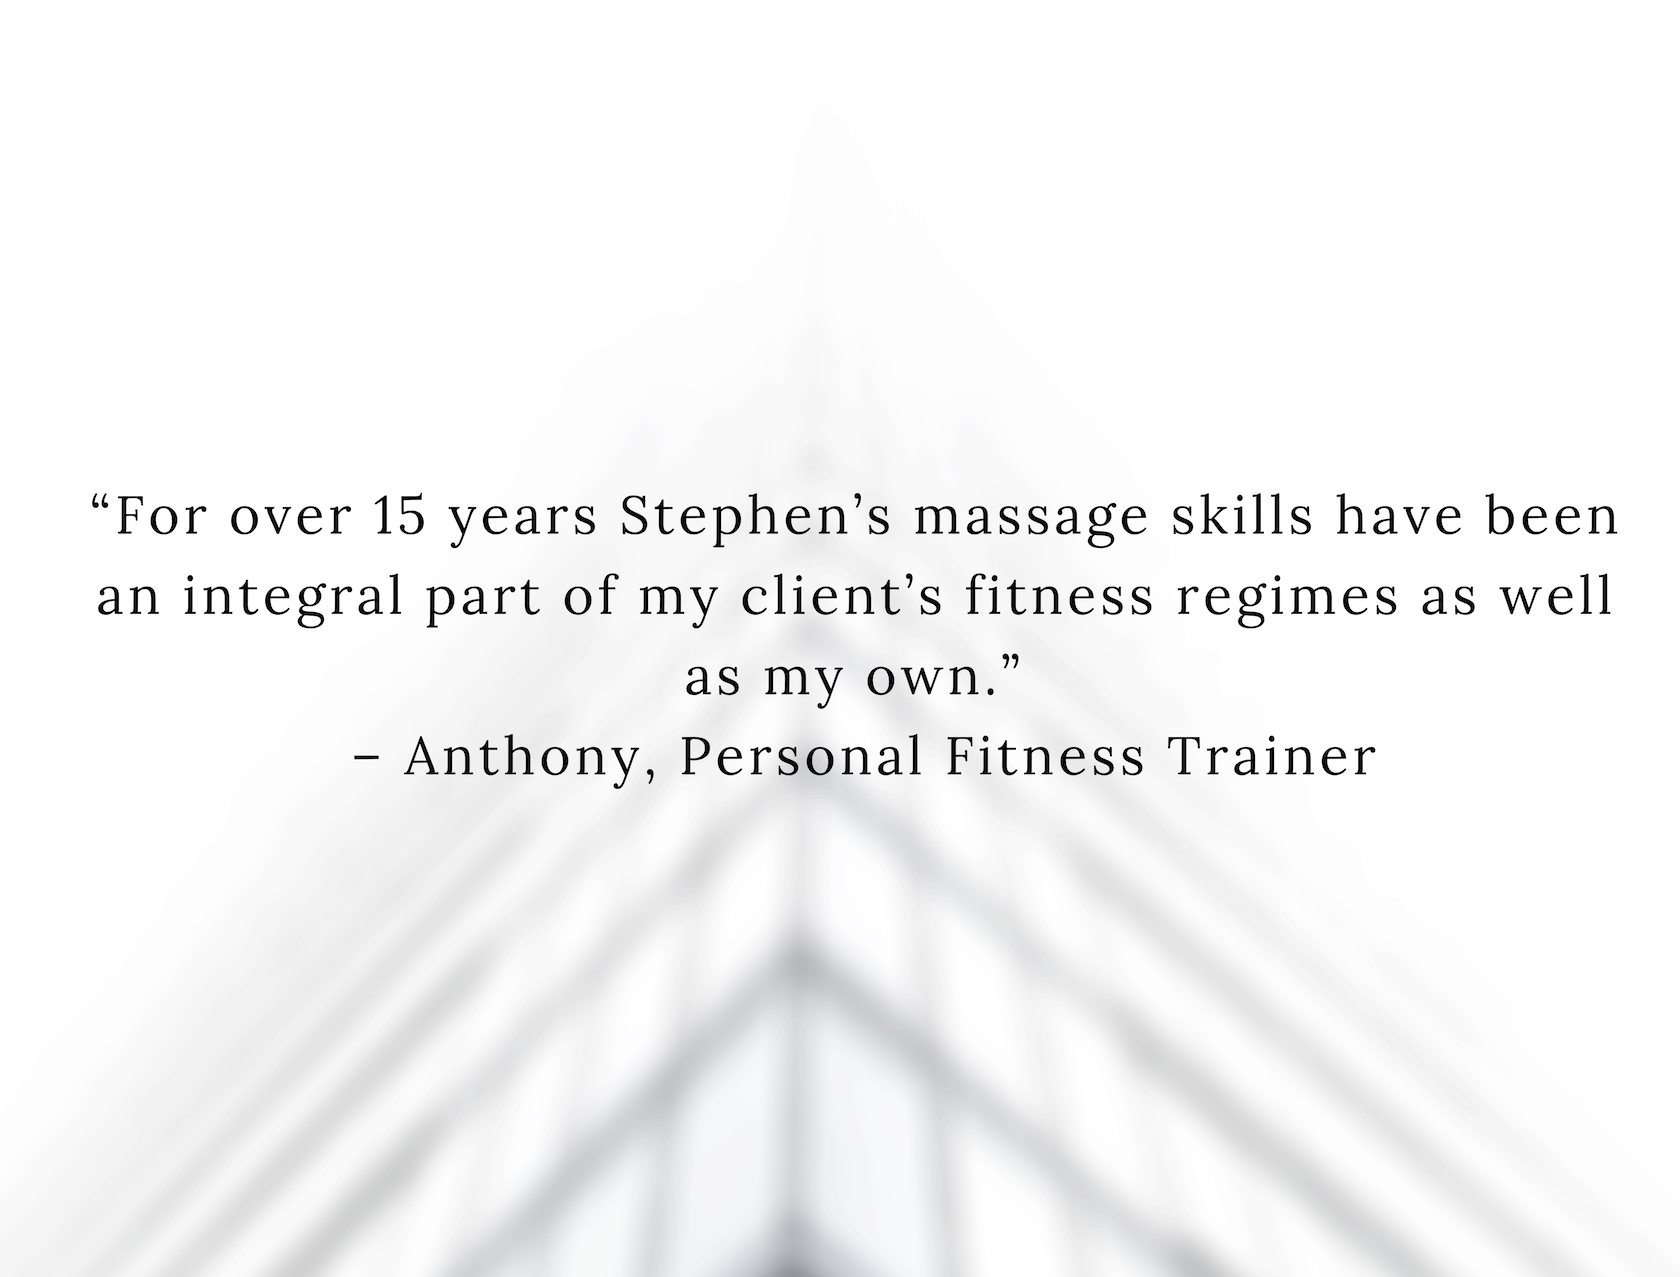 “For over 15 years Stephen’s massage skills have been
an integral part of my client’s fitness regimes as well
as my own.”
– Anthony, Personal Fitness Trainer